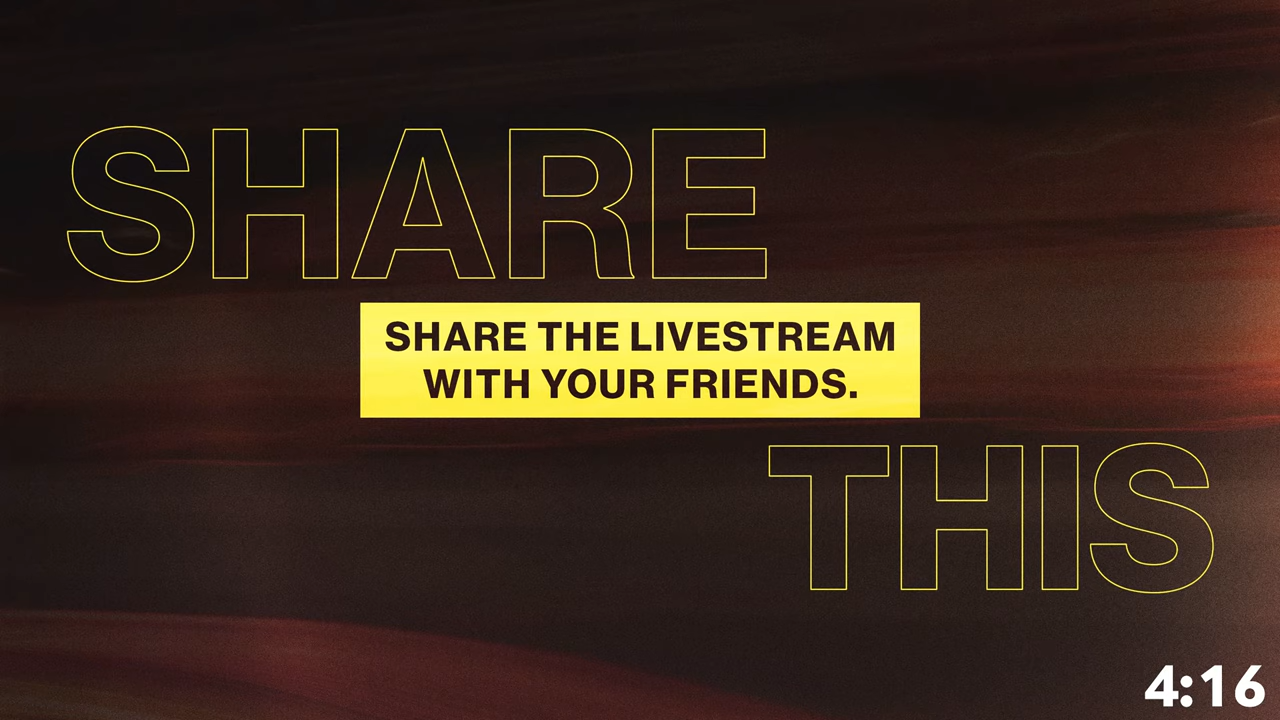 SHARE
SHARE THE LIVESTREAM
WITH YOUR FRIENDS.
THIS
4:16